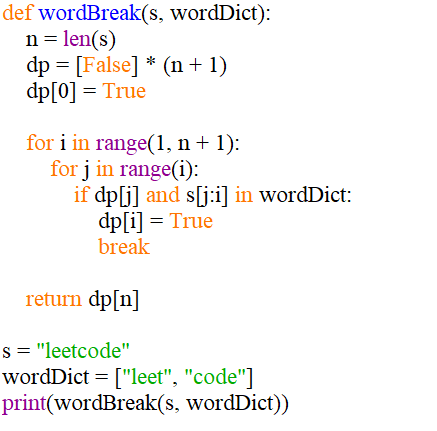 def wordBreak(s, wordDict):
    n = len(s)
    dp = [False] * (n + 1)
    dp[0] = True

    for i in range(1, n + 1):
        for j in range(i):
            if dp[j] and s[j:i] in wordDict:
                dp[i] = True
                break

    return dp[n]

s = "leetcode"
wordDict = ["leet", "code"]
print(wordBreak(s, wordDict))